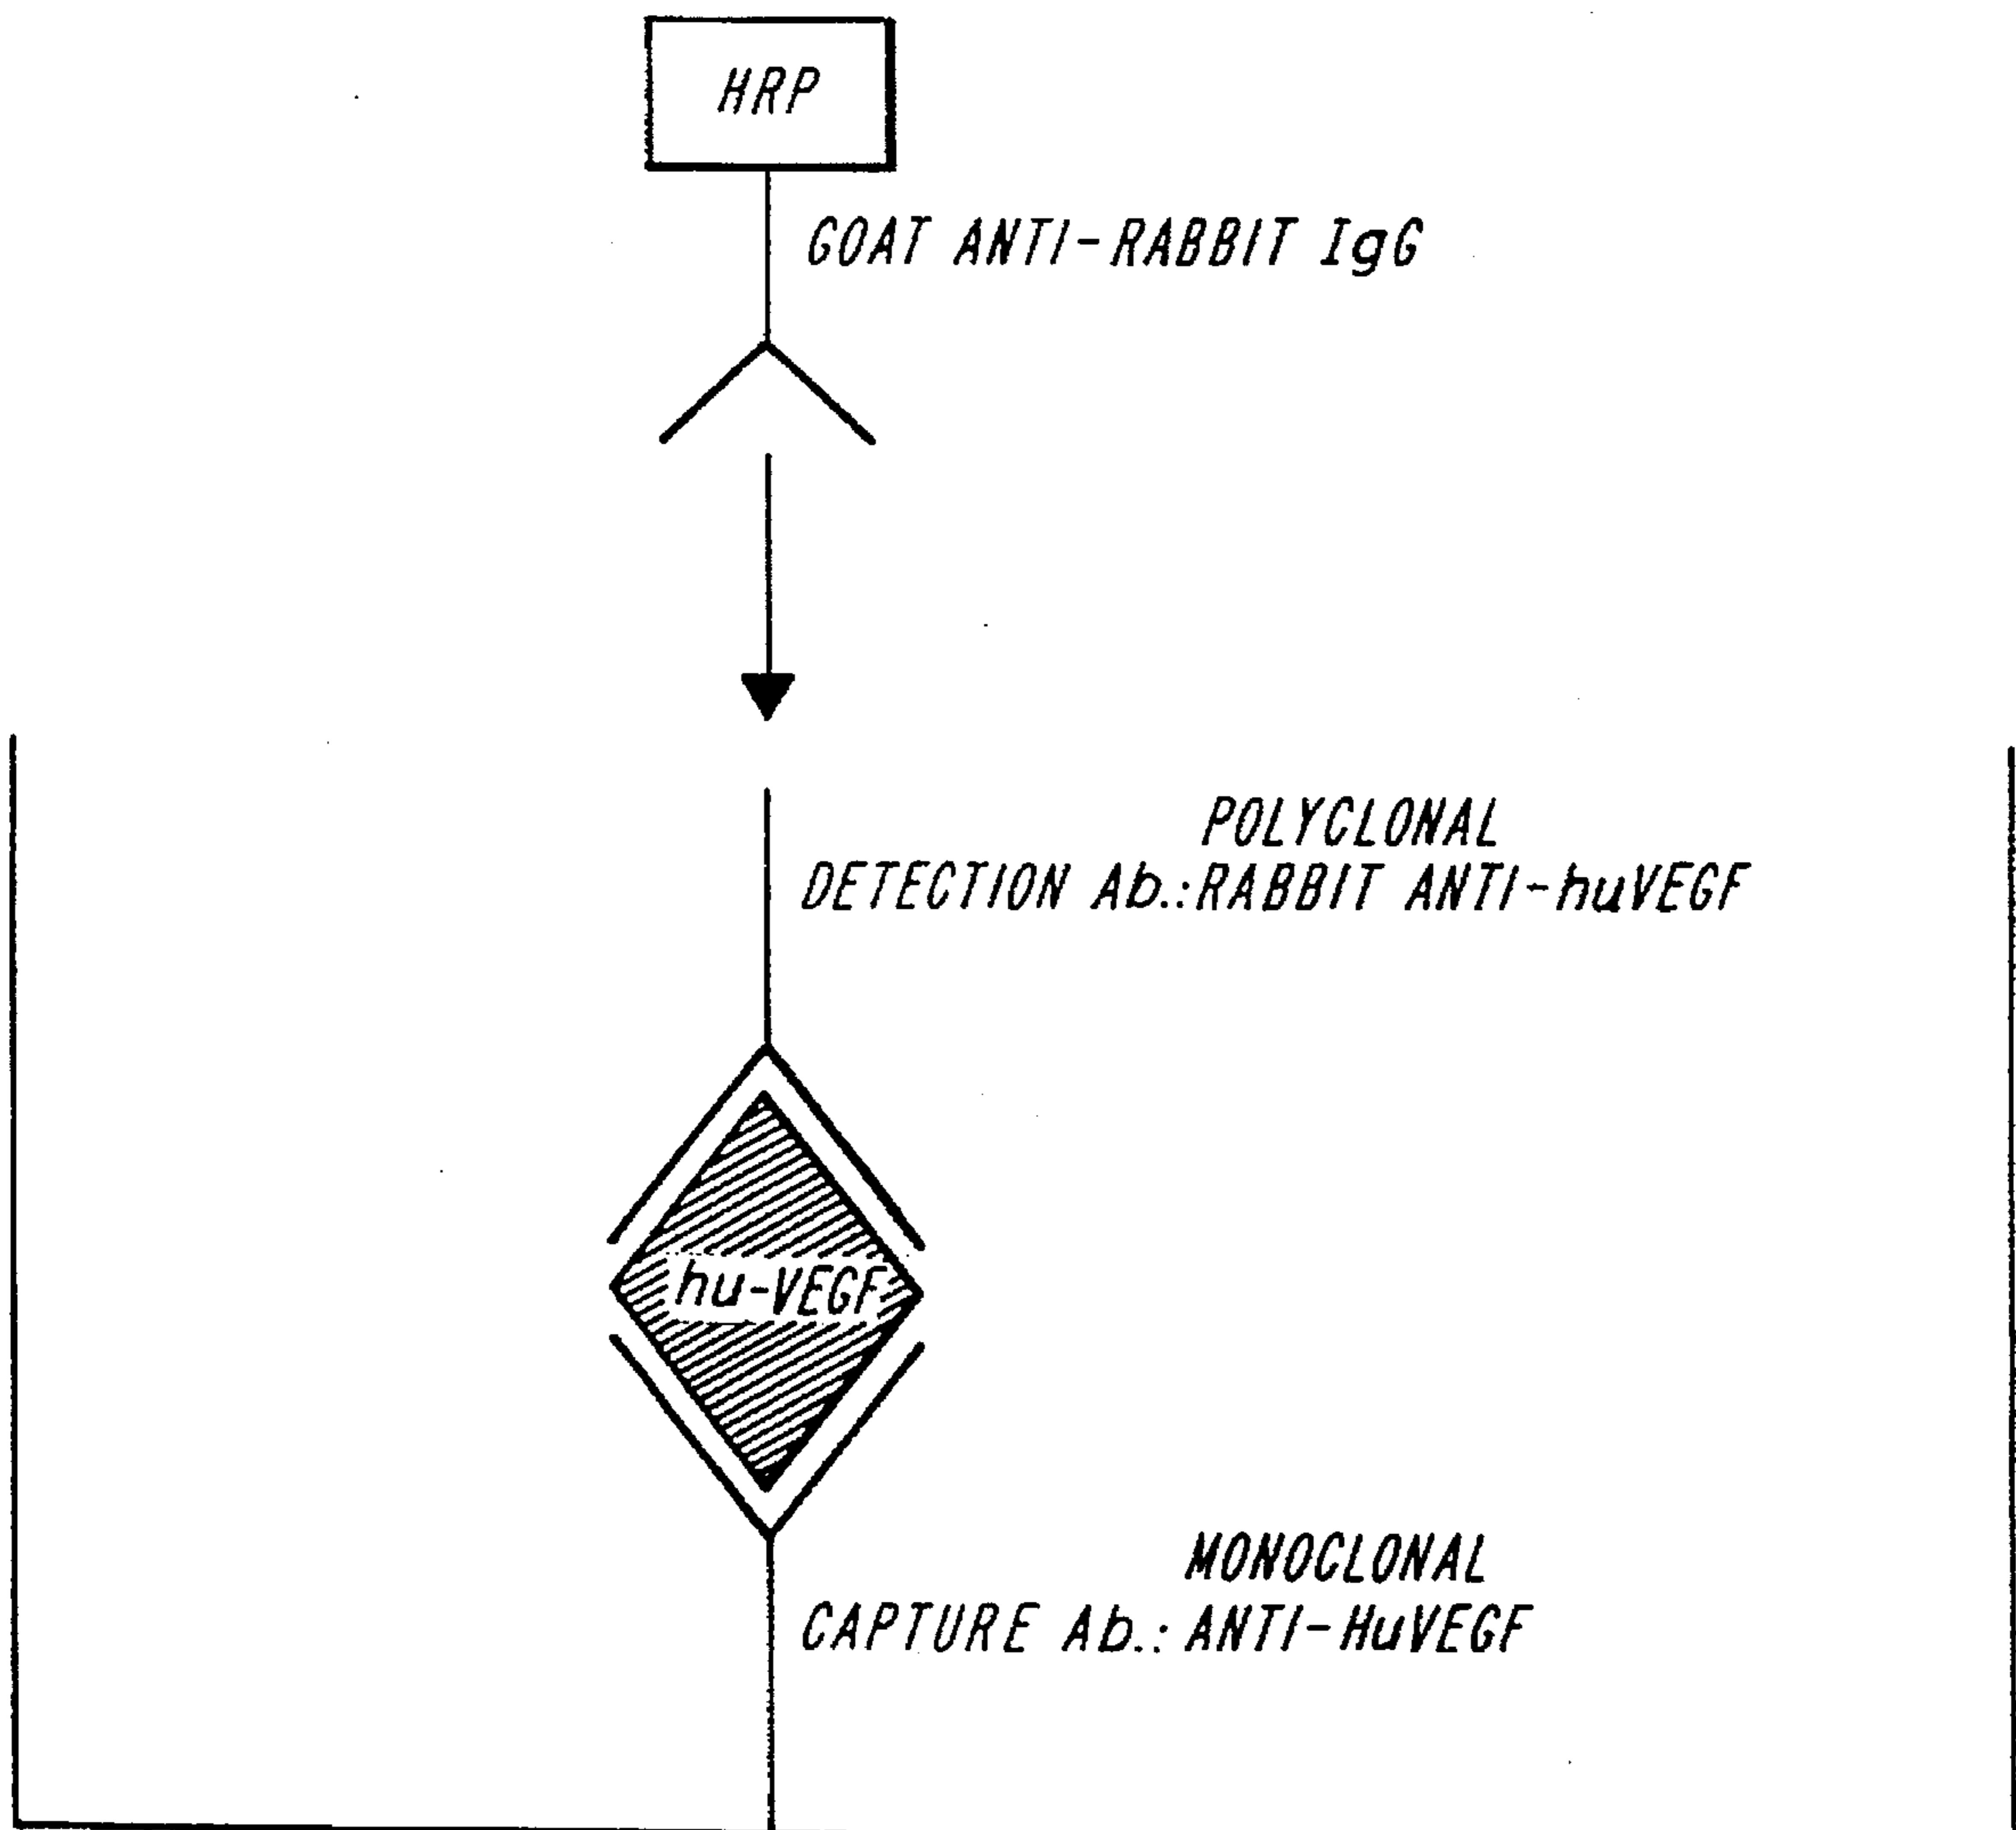 HRP
GOAT ANTI-RABBIT IgG
POLYCLONAL
DETECTION Ab.:RABBIT ANTI-huVEGF
hu-VEGF
MONOCLONAL
CAPTURE Ab.: ANTI-HuVEGF